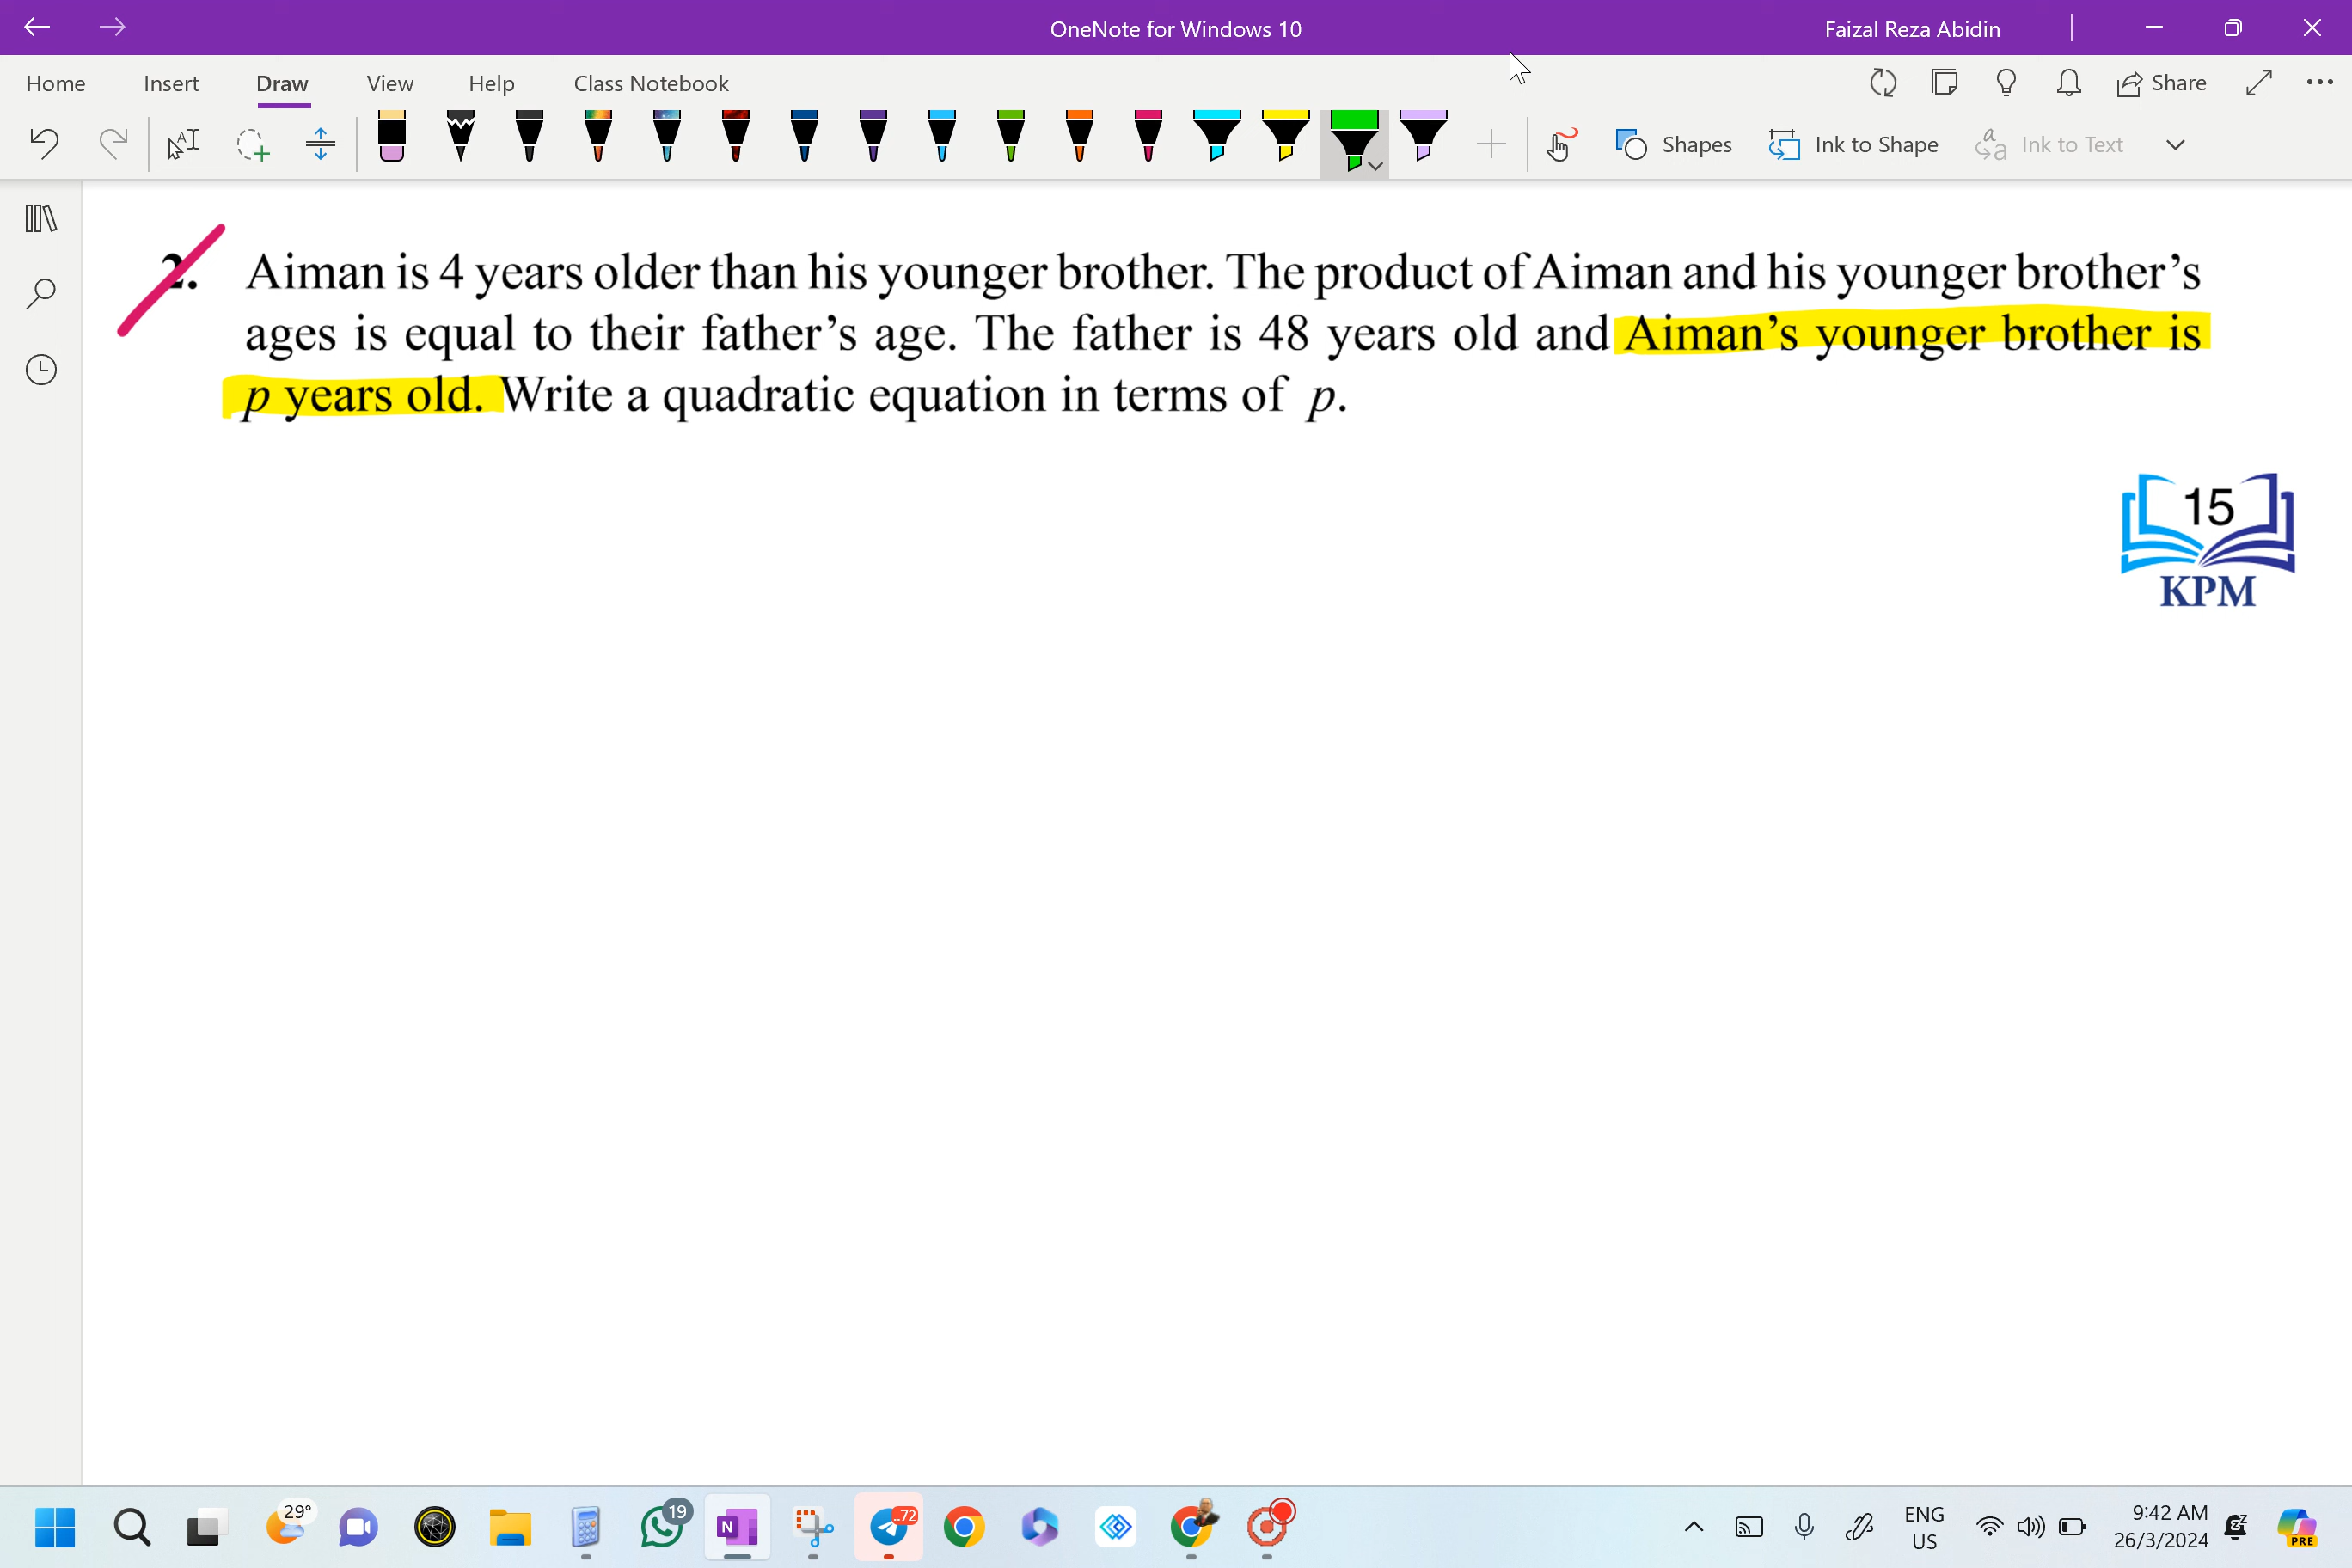 OneNote for Windows 10
Faizal Reza Abidin
Home Insert Draw View Help Class Notebook Share
Shapes Ink to Shape Ink to Text
2. Aiman is 4 years older than his younger brother. The product of Aiman and his younger brother’s
ages is equal to their father’s age. The father is 48 years old and Aiman’s younger brother is
p years old. Write a quadratic equation in terms of p.
15
KPM
29°
19
..72
ENG
US
9:42 AM
26/3/2024
PRE